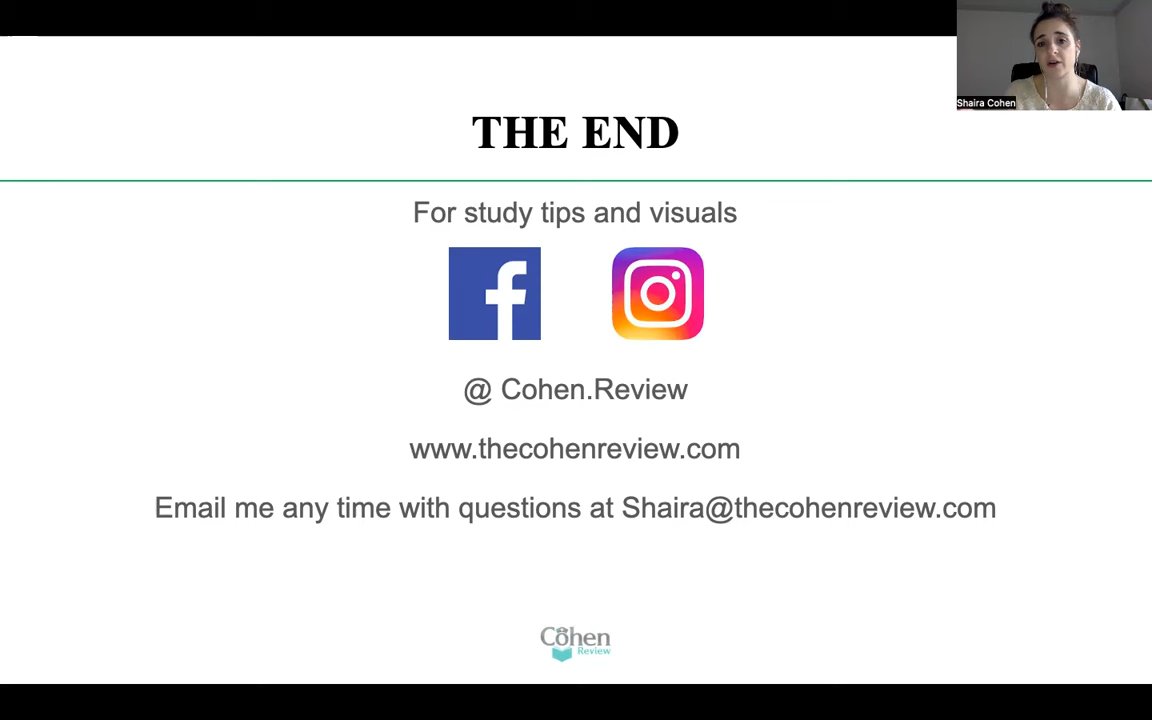 Shaira Cohen
THE END
For study tips and visuals
@ Cohen.Review
www.thecohenreview.com
Email me any time with questions at Shaira@thecohenreview.com
Cohen
Review